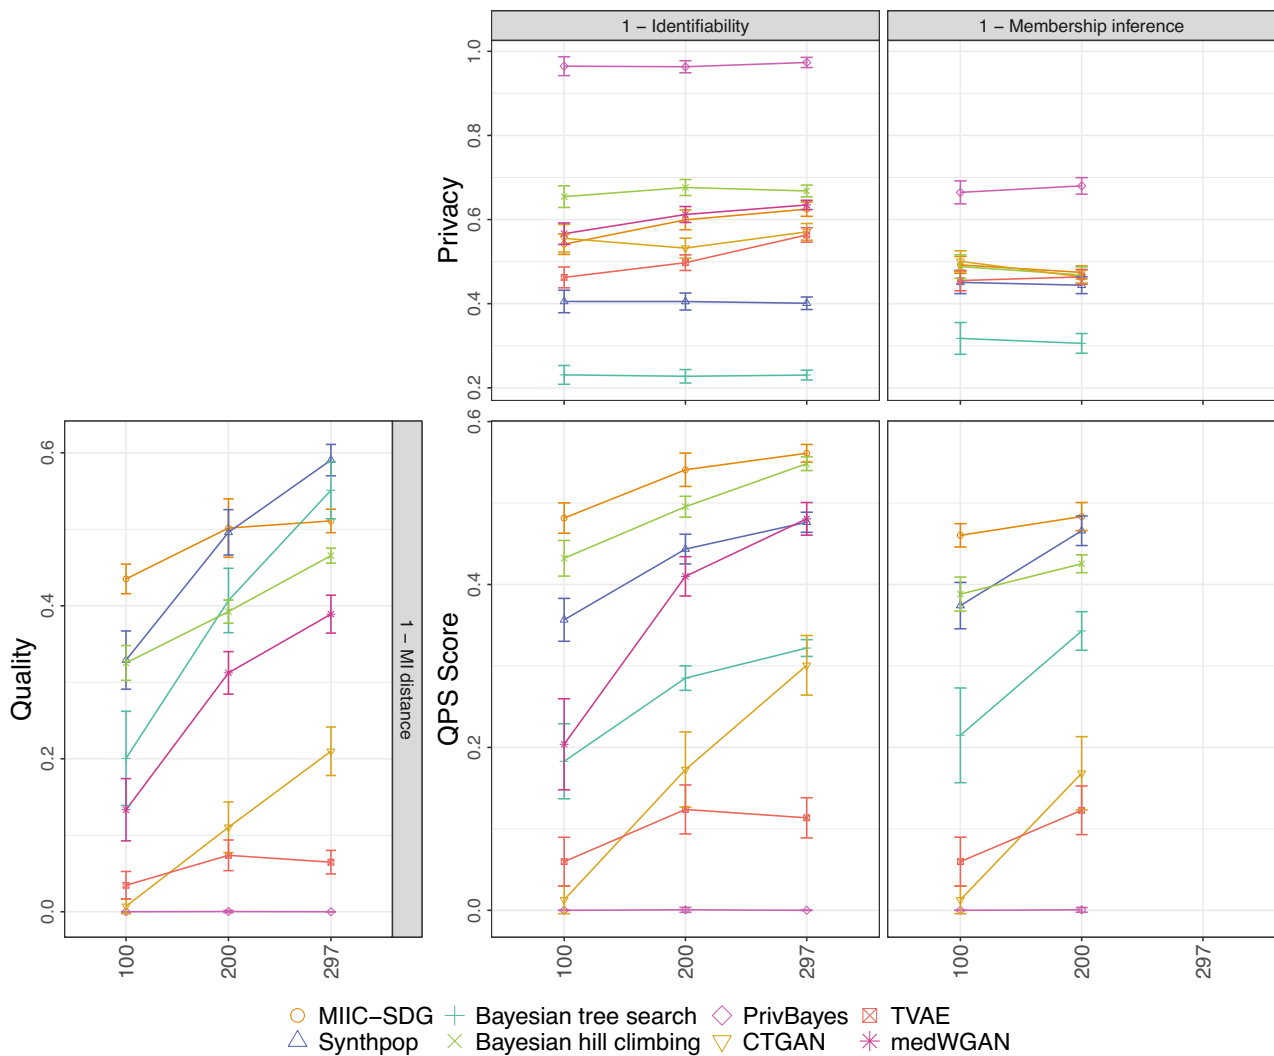 1 − Identifiability
1 − Membership inference
Privacy
1.0
0.8
0.6
0.4
0.2
Quality
0.6
0.4
0.2
0.0
1 − MI distance
QPS Score
0.6
0.4
0.2
0.0
100
200
297
100
200
297
100
200
297
MIIC−SDG
Bayesian tree search
PrivBayes
TVAE
Synthpop
Bayesian hill climbing
CTGAN
medWGAN